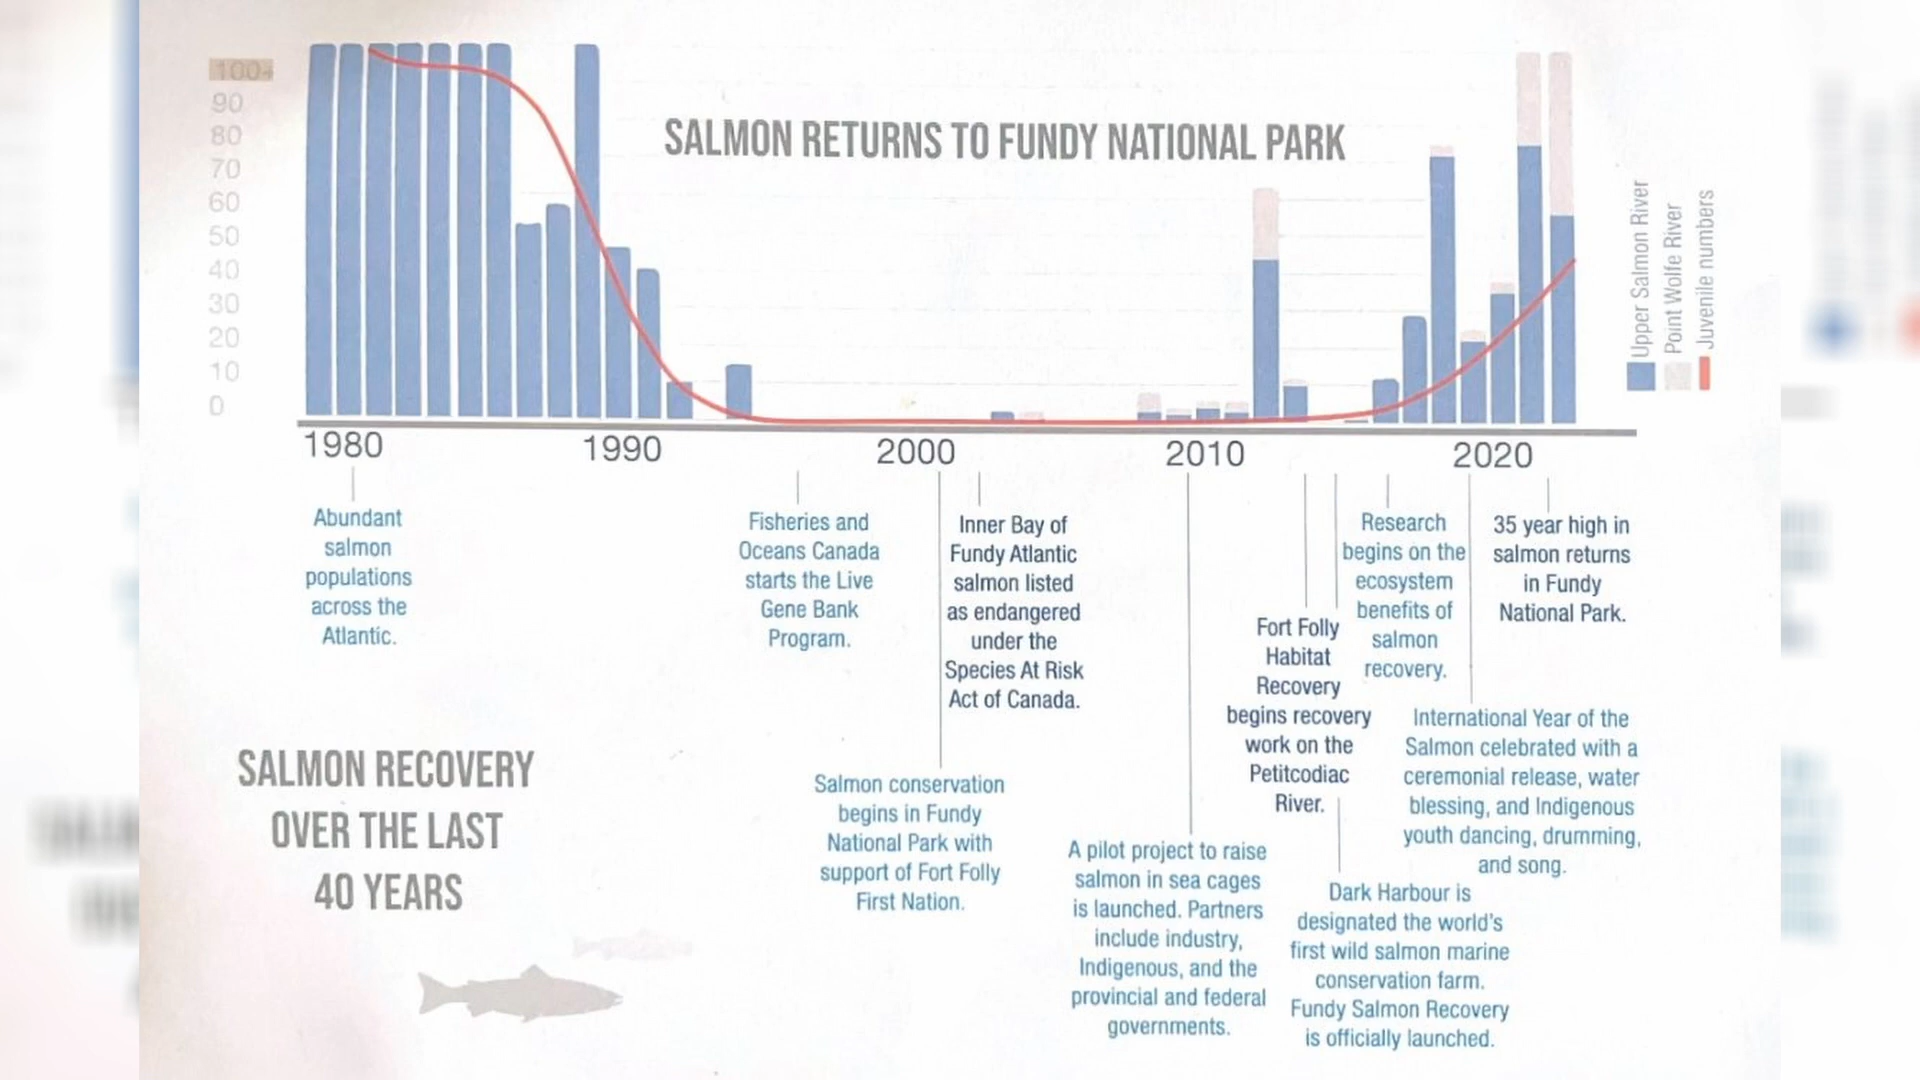 100+
90
80
70
60
50
40
30
20
10
0
SALMON RETURNS TO FUNDY NATIONAL PARK
Upper Salmon River
Point Wolfe River
Juvenile numbers
1980
1990
2000
2010
2020
Abundant
salmon
populations
across the
Atlantic.
Fisheries and
Oceans Canada
starts the Live
Gene Bank
Program.
Salmon conservation
begins in Fundy
National Park with
support of Fort Folly
First Nation.
Inner Bay of
Fundy Atlantic
salmon listed
as endangered
under the
Species At Risk
Act of Canada.
A pilot project to raise
salmon in sea cages
is launched. Partners
include industry,
Indigenous, and the
provincial and federal
governments.
Fort Folly
Habitat
Recovery
begins recovery
work on the
Petitcodiac
River.
Dark Harbour is
designated the world's
first wild salmon marine
conservation farm.
Fundy Salmon Recovery
is officially launched.
Research
begins on the
ecosystem
benefits of
salmon
recovery.
International Year of the
Salmon celebrated with a
ceremonial release, water
blessing, and Indigenous
youth dancing, drumming,
and song.
35 year high in
salmon returns
in Fundy
National Park.
SALMON RECOVERY
OVER THE LAST
40 YEARS